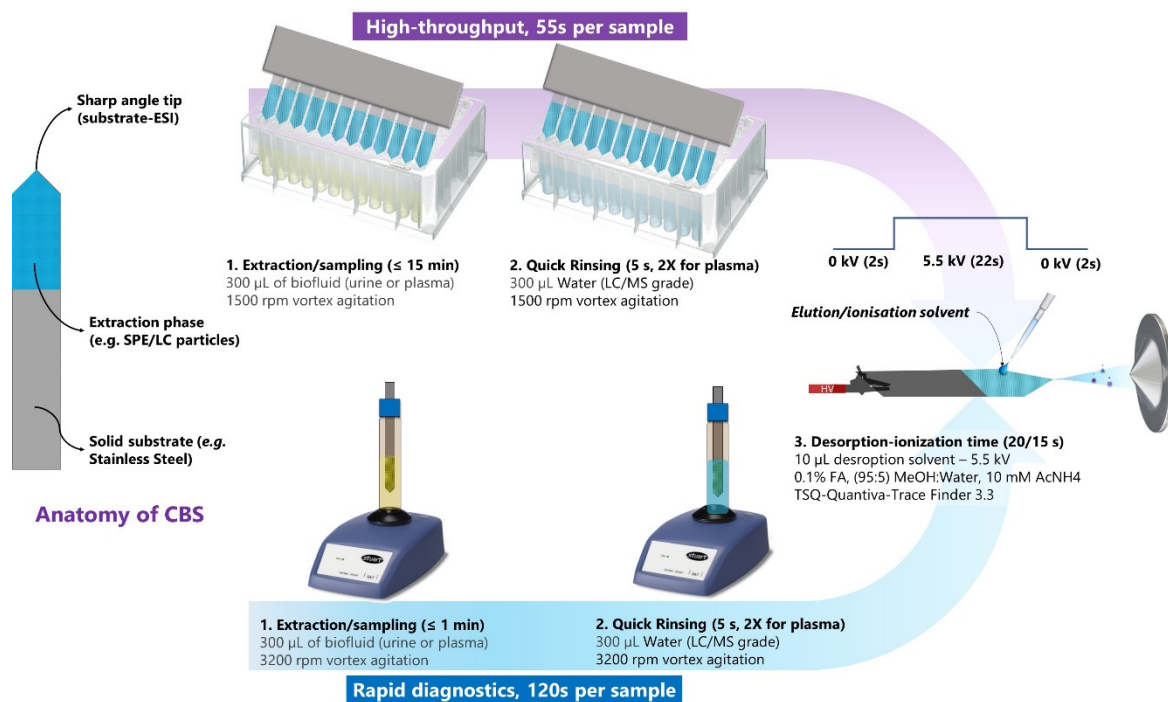 High-throughput, 55s per sample
Sharp angle tip
(substrate-ESI)
Extraction phase
(e.g. SPE/LC particles)
Solid substrate (e.g.
Stainless Steel)
Anatomy of CBS
1. Extraction/sampling (≤ 15 min)
300 µL of biofluid (urine or plasma)
1500 rpm vortex agitation
2. Quick Rinsing (5 s, 2X for plasma)
300 µL Water (LC/MS grade)
1500 rpm vortex agitation
0 kV (2s)
5.5 kV (22s)
0 kV (2s)
Elution/ionisation solvent
HV
3. Desorption-ionization time (20/15 s)
10 µL desroption solvent – 5.5 kV
0.1% FA, (95:5) MeOH:Water, 10 mM AcNH4
TSQ-Quantiva-Trace Finder 3.3
stuart
stuart
1. Extraction/sampling (≤ 1 min)
300 µL of biofluid (urine or plasma)
3200 rpm vortex agitation
2. Quick Rinsing (5 s, 2X for plasma)
300 µL Water (LC/MS grade)
3200 rpm vortex agitation
Rapid diagnostics, 120s per sample